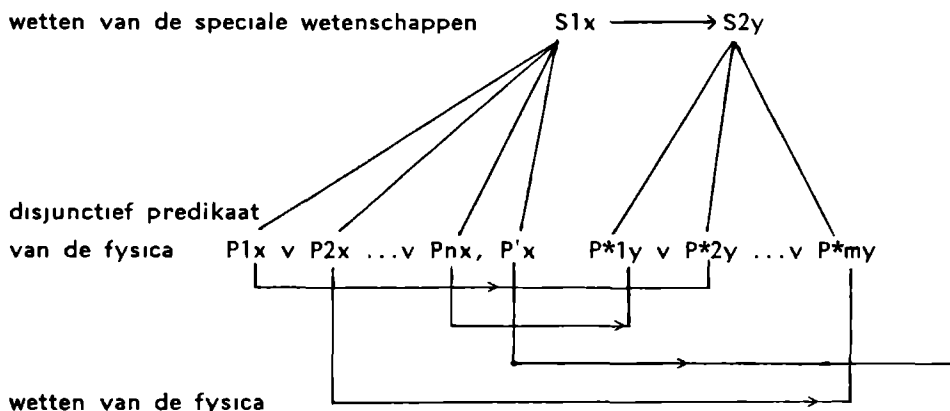 wetten van de speciale wetenschappen S1x S2y
disjunctief predikaat
van de fysica P1x v P2x ...v Pnx, P'x P*1y v P*2y ...v P*my
wetten van de fysica